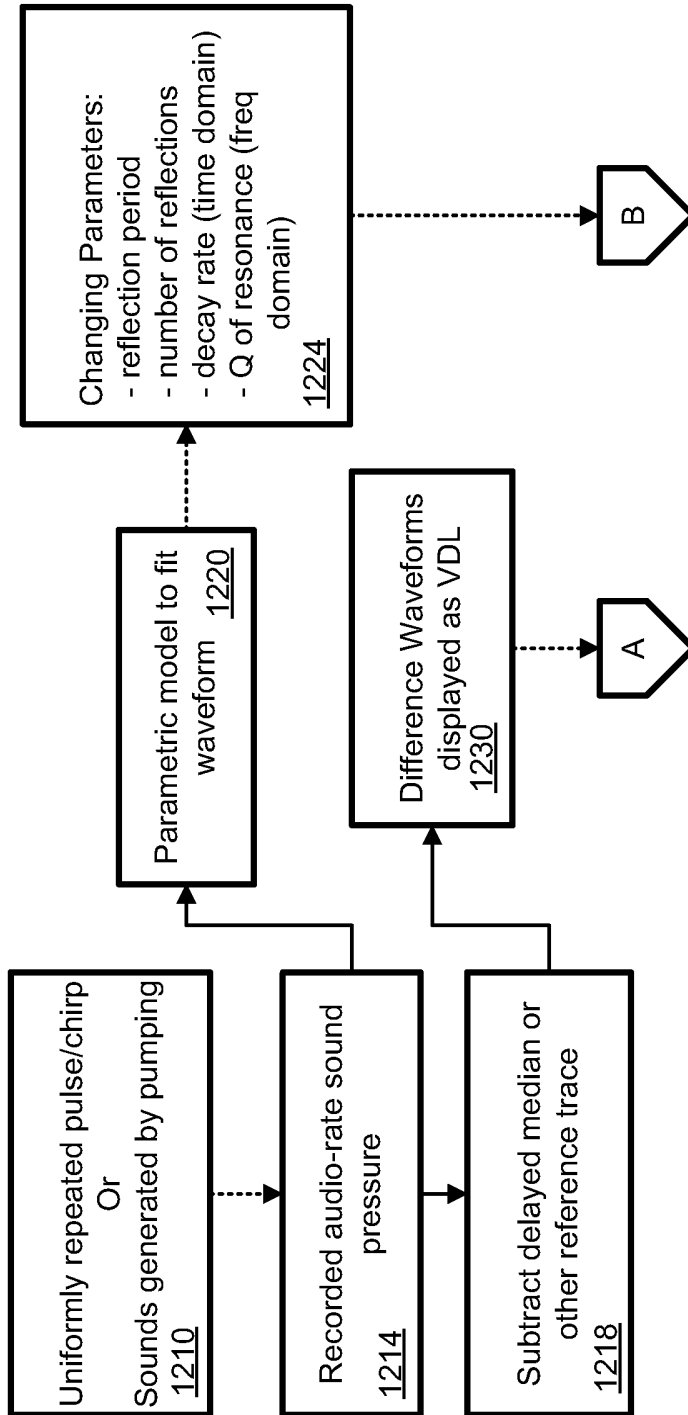 Uniformly repeated pulse/chirp
Or
Sounds generated by pumping
1210
Recorded audio-rate sound
pressure
1214
Subtract delayed median or
other reference trace
1218
Parametric model to fit
waveform 1220
Difference Waveforms
displayed as VDL
1230
Changing Parameters:
- reflection period
- number of reflections
- decay rate (time domain)
- Q of resonance (freq
domain)
1224
A
B